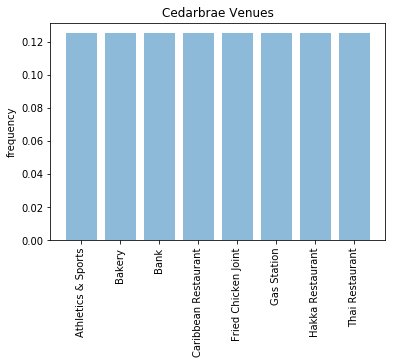 Cedarbrae Venues
frequency
0.12
0.10
0.08
0.06
0.04
0.02
0.00
Athletics & Sports
Bakery
Bank
Caribbean Restaurant
Fried Chicken Joint
Gas Station
Hakka Restaurant
Thai Restaurant